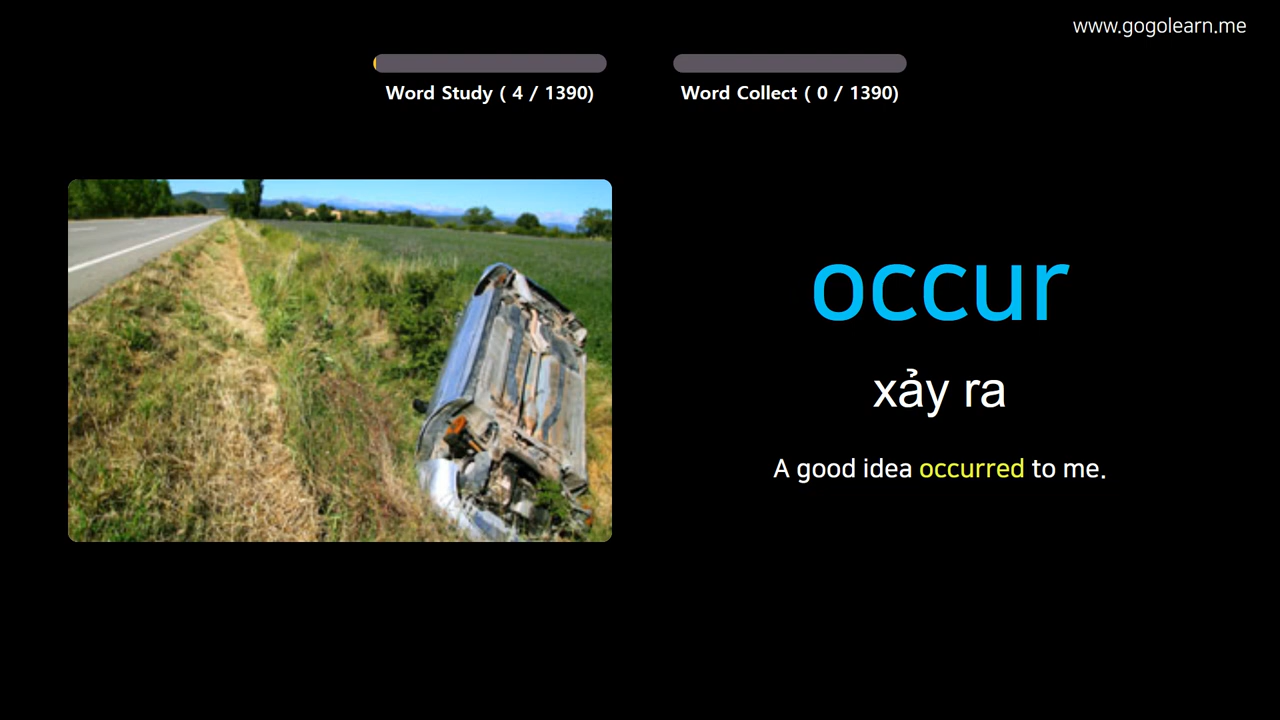 www.gogolearn.me
Word Study ( 4 / 1390)
Word Collect ( 0 / 1390)
occur
xảy ra
A good idea occurred to me.